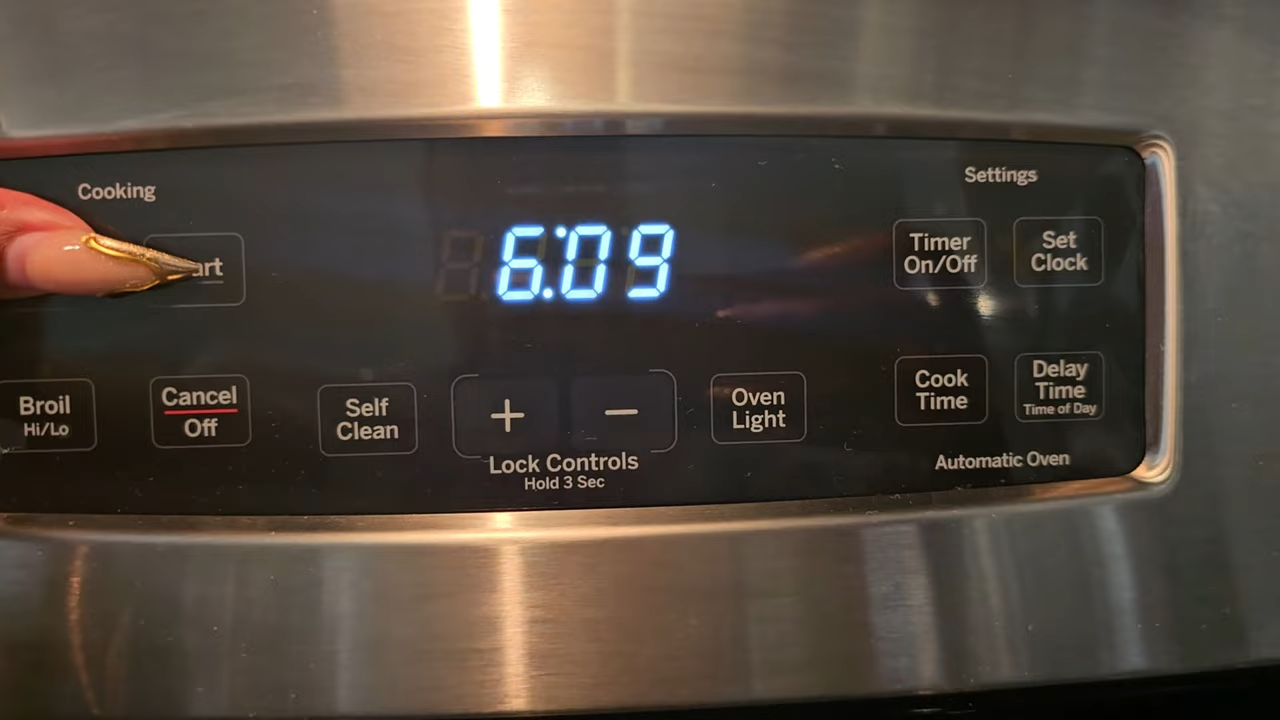 Cooking
Settings
art
6:09
Timer
On/Off
Set
Clock
Broil
Hi/Lo
Cancel
Off
Self
Clean
+
−
Lock Controls
Hold 3 Sec
Oven
Light
Cook
Time
Delay
Time
Time of Day
Automatic Oven